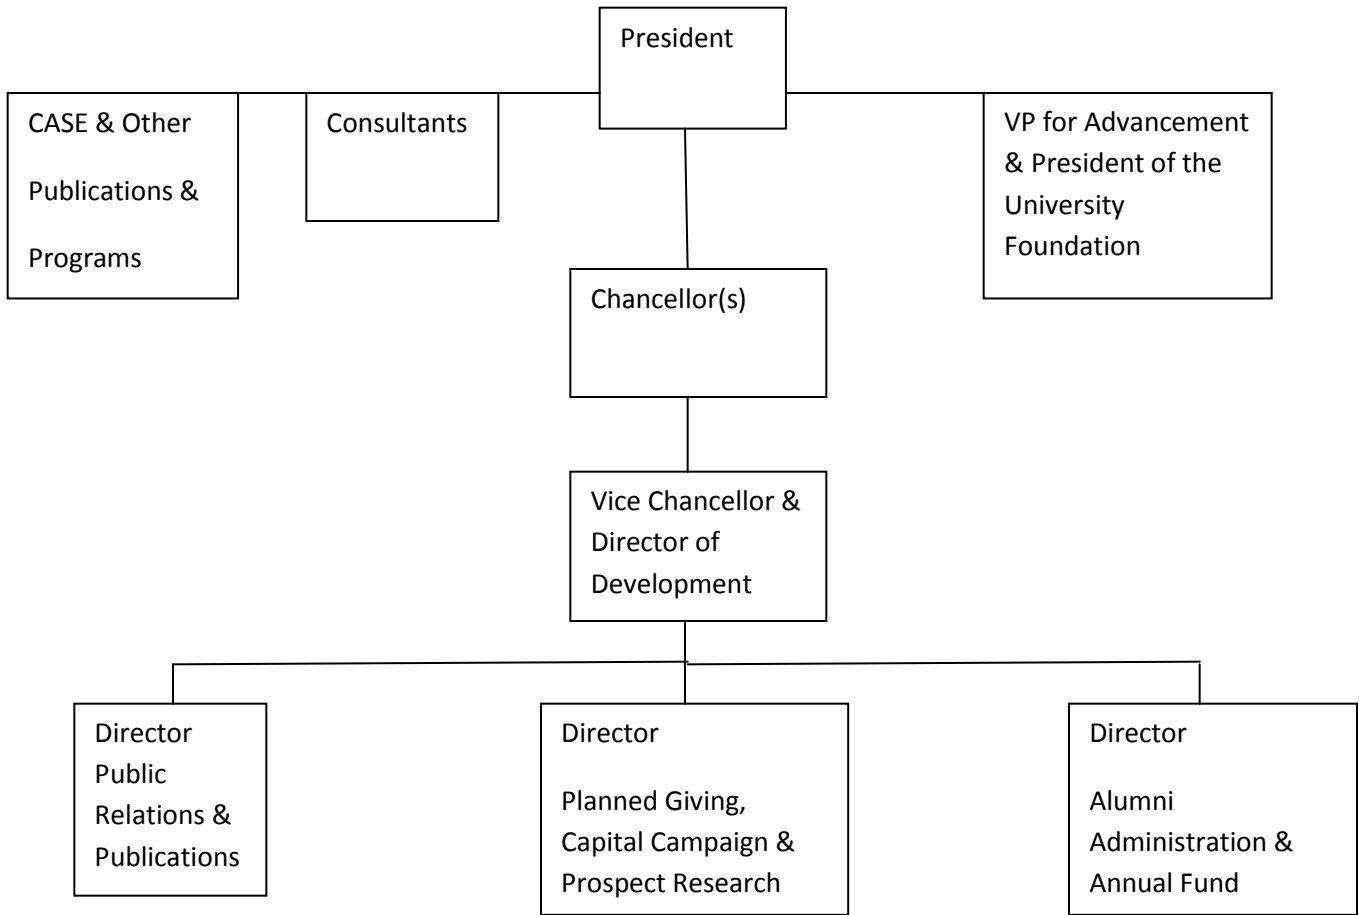 President
CASE & Other
Publications &
Programs
Consultants
VP for Advancement
& President of the
University
Foundation
Chancellor(s)
Vice Chancellor &
Director of
Development
Director
Public
Relations &
Publications
Director
Planned Giving,
Capital Campaign &
Prospect Research
Director
Alumni
Administration &
Annual Fund